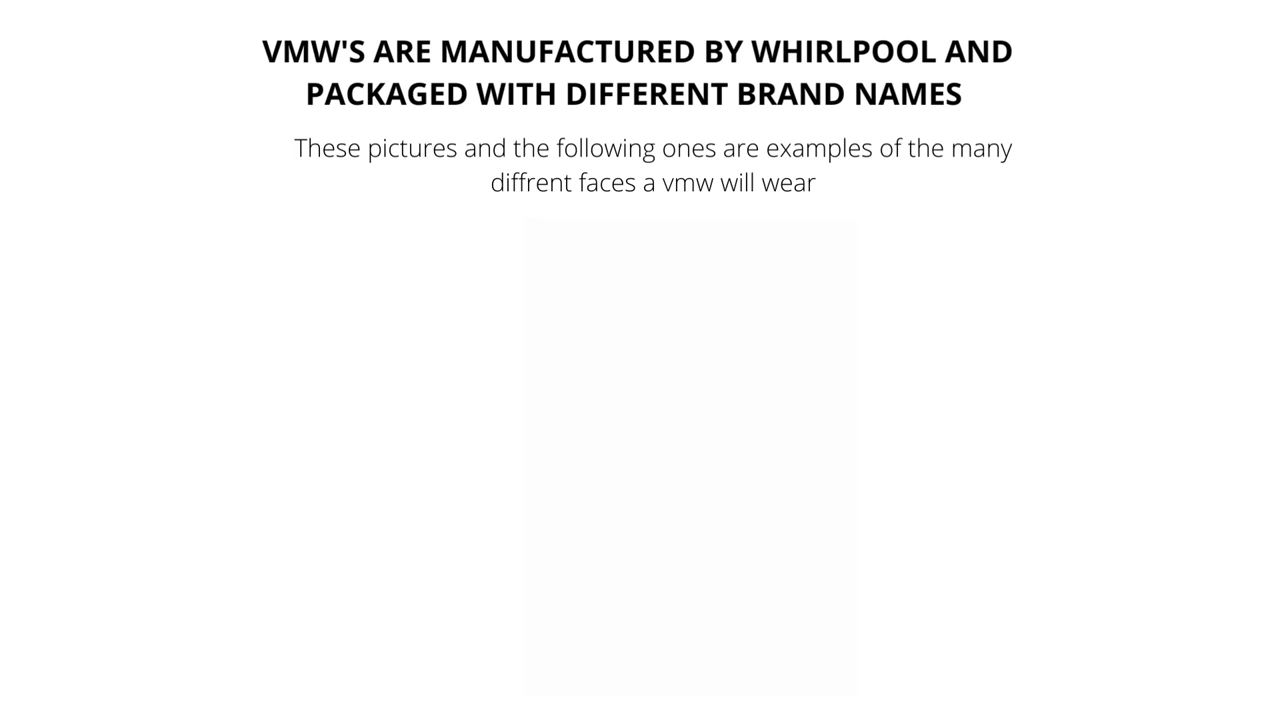 VMW'S ARE MANUFACTURED BY WHIRLPOOL AND
PACKAGED WITH DIFFERENT BRAND NAMES
These pictures and the following ones are examples of the many
diffrent faces a vmw will wear